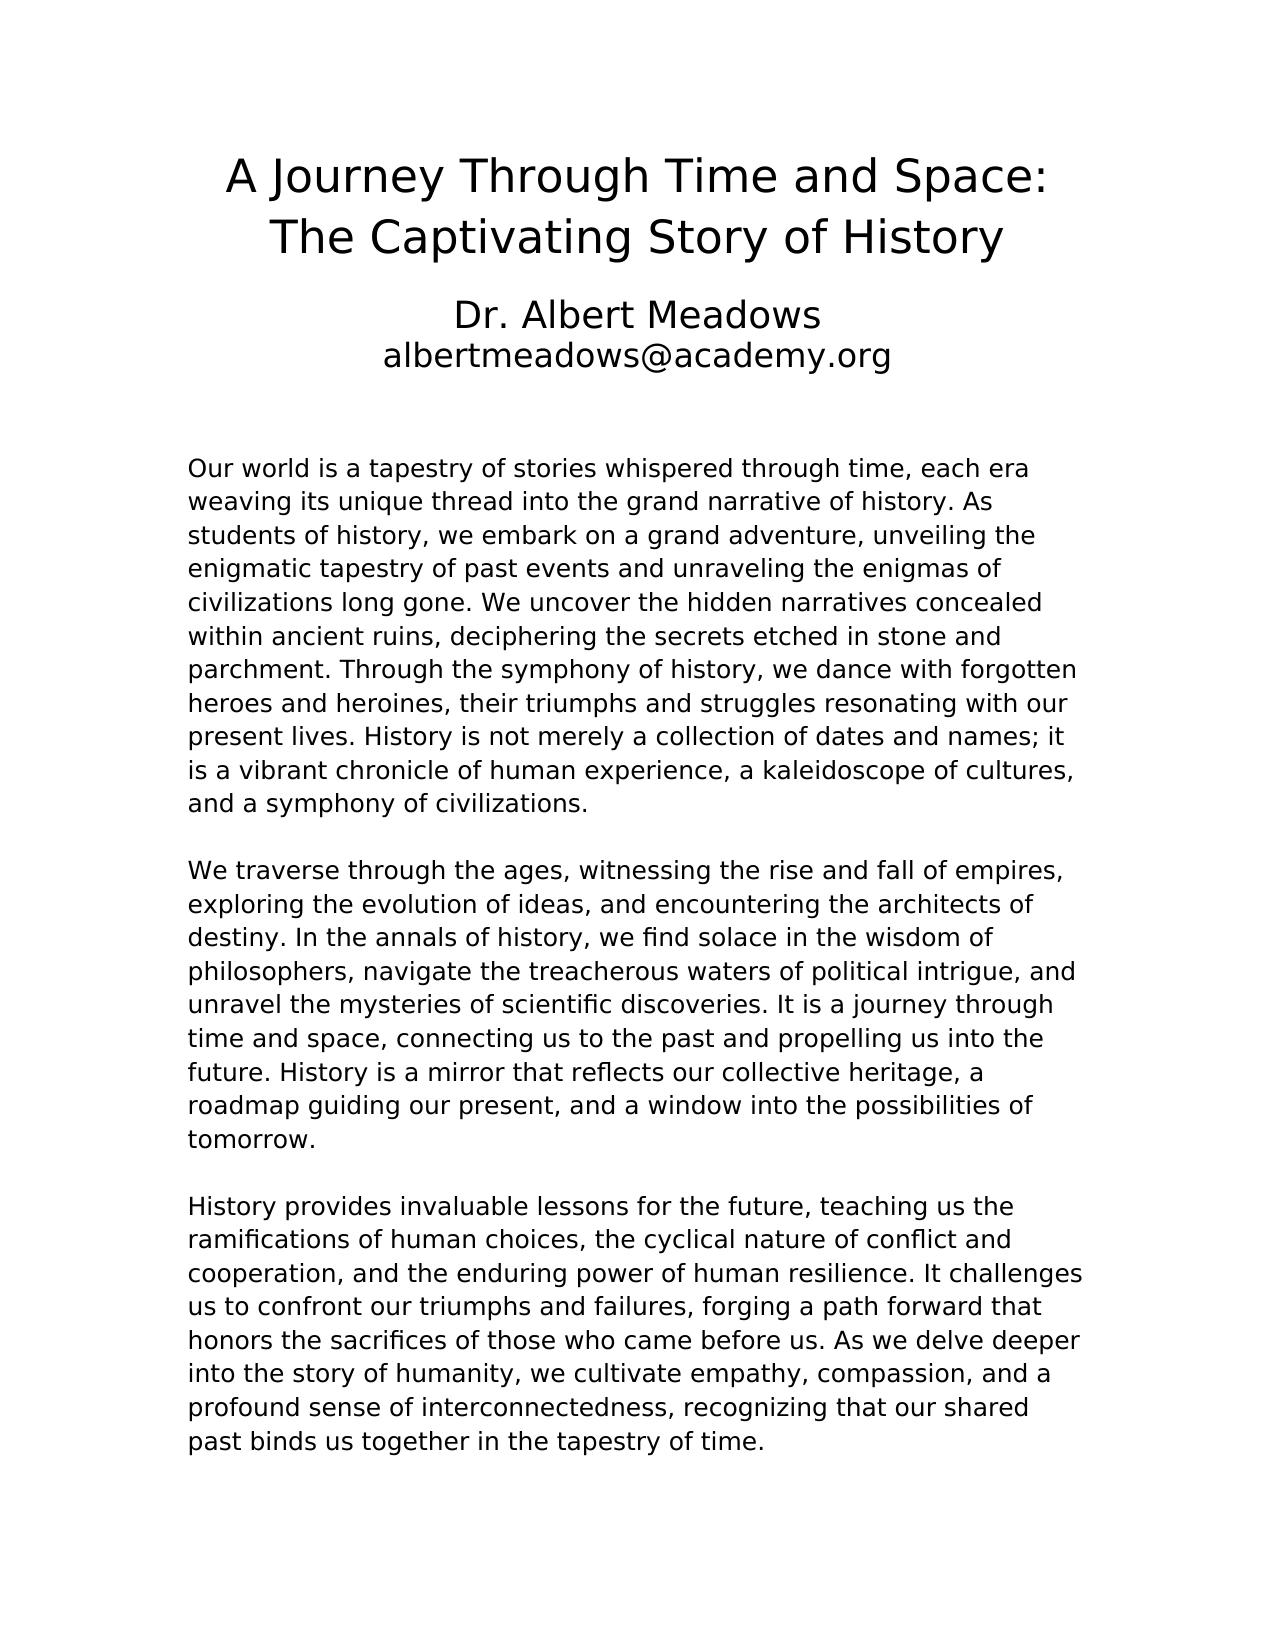 A Journey Through Time and Space:
The Captivating Story of History
Dr. Albert Meadows
albertmeadows@academy.org
Our world is a tapestry of stories whispered through time, each era
weaving its unique thread into the grand narrative of history. As
students of history, we embark on a grand adventure, unveiling the
enigmatic tapestry of past events and unraveling the enigmas of
civilizations long gone. We uncover the hidden narratives concealed
within ancient ruins, deciphering the secrets etched in stone and
parchment. Through the symphony of history, we dance with forgotten
heroes and heroines, their triumphs and struggles resonating with our
present lives. History is not merely a collection of dates and names; it
is a vibrant chronicle of human experience, a kaleidoscope of cultures,
and a symphony of civilizations.
We traverse through the ages, witnessing the rise and fall of empires,
exploring the evolution of ideas, and encountering the architects of
destiny. In the annals of history, we find solace in the wisdom of
philosophers, navigate the treacherous waters of political intrigue, and
unravel the mysteries of scientific discoveries. It is a journey through
time and space, connecting us to the past and propelling us into the
future. History is a mirror that reflects our collective heritage, a
roadmap guiding our present, and a window into the possibilities of
tomorrow.
History provides invaluable lessons for the future, teaching us the
ramifications of human choices, the cyclical nature of conflict and
cooperation, and the enduring power of human resilience. It challenges
us to confront our triumphs and failures, forging a path forward that
honors the sacrifices of those who came before us. As we delve deeper
into the story of humanity, we cultivate empathy, compassion, and a
profound sense of interconnectedness, recognizing that our shared
past binds us together in the tapestry of time.